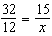 32/12 = 15/x